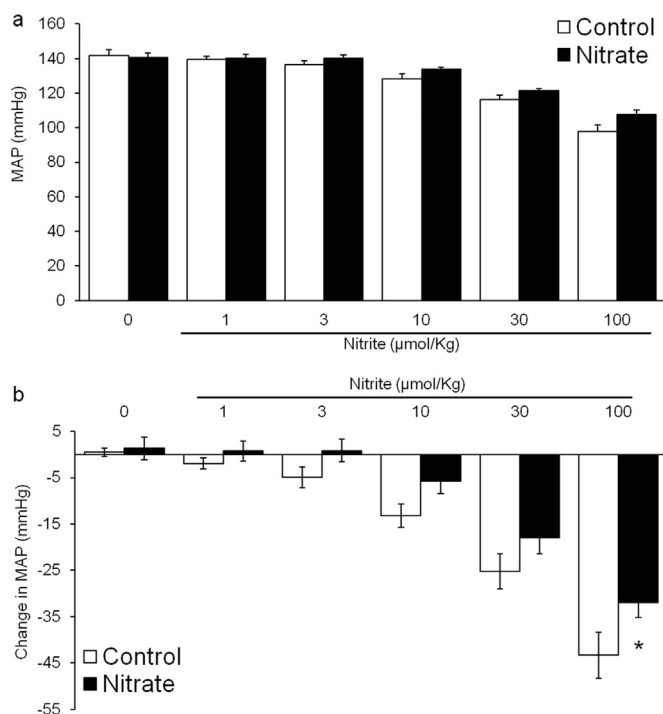 a
160
140
120
100
80
60
40
20
0
MAP (mmHg)
Control
Nitrate
0 1 3 10 30 100
Nitrite (µmol/Kg)
b
Nitrite (µmol/Kg)
0 1 3 10 30 100
5
-5
-15
-25
-35
-45
-55
Change in MAP (mmHg)
*
Control
Nitrate